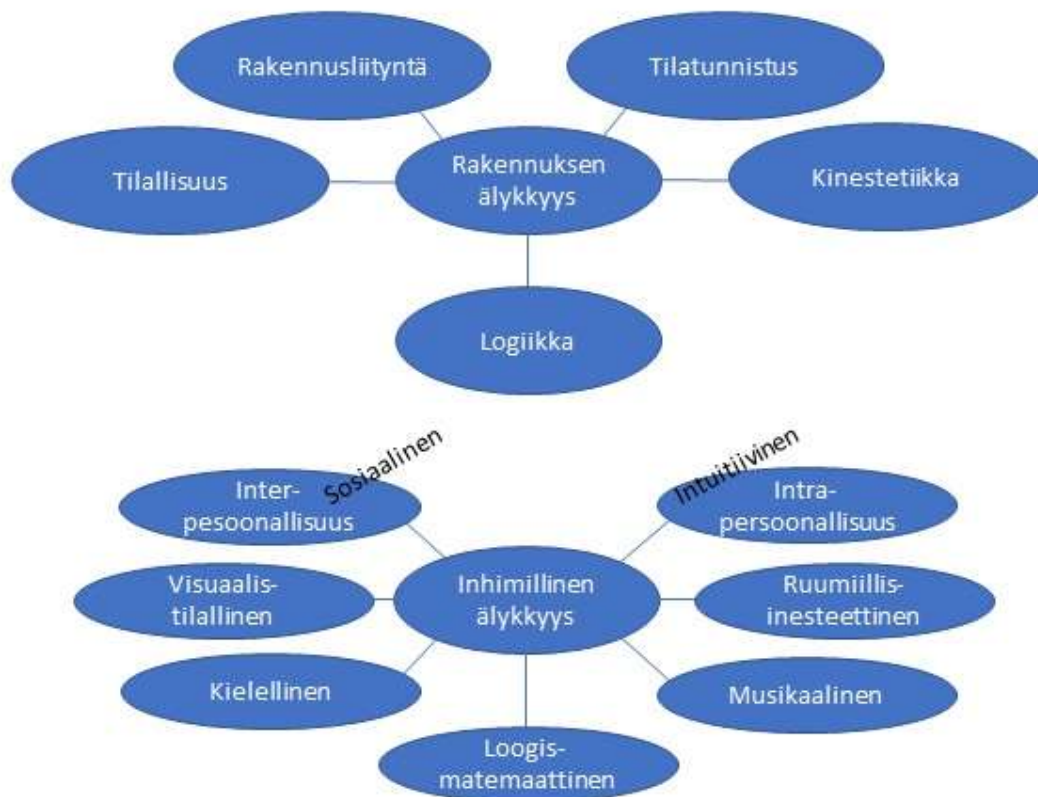 Rakennusliityntä
Tilatunnistus
Tilallisuus
Rakennuksen
älykkyys
Kinestetiikka
Logiikka
Sosiaalinen
Intuitiivinen
Inter-
pesoonallisuus
Intra-
persoonallisuus
Visuaalis-
tilallinen
Inhimillinen
älykkyys
Ruumiillis-
inesteettinen
Kielellinen
Musikaalinen
Loogis-
matemaattinen